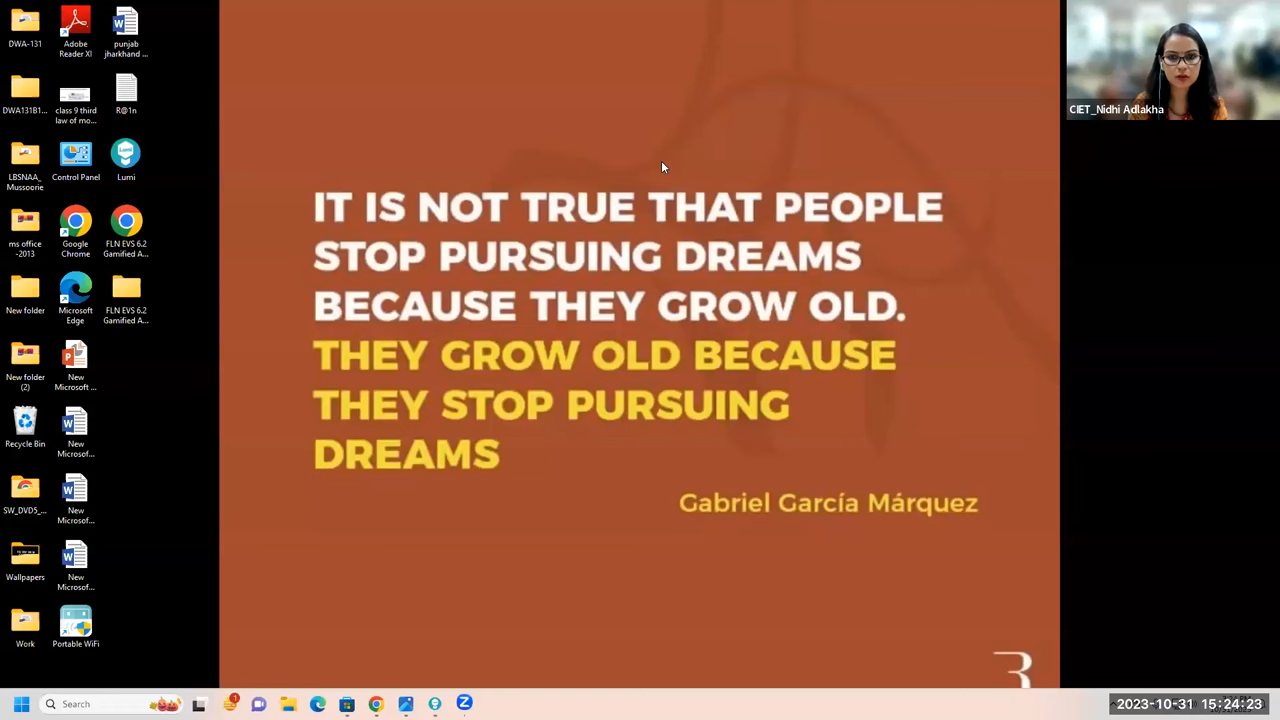 DWA-131
Adobe
Reader XI
punjab
jharkhand ...
DWA131B1...
class 9 third
law of mo...
R@1n
LBSNAA_
Mussoorie
Control Panel
Lumi
ms office
-2013
Google
Chrome
FLN EVS 6.2
Gamified A...
New folder
Microsoft
Edge
FLN EVS 6.2
Gamified A...
New folder
(2)
New
Microsoft ...
Recycle Bin
New
Microsof...
SW_DVD5_...
New
Microsof...
Wallpapers
New
Microsof...
Work
Portable WiFi
IT IS NOT TRUE THAT PEOPLE
STOP PURSUING DREAMS
BECAUSE THEY GROW OLD.
THEY GROW OLD BECAUSE
THEY STOP PURSUING
DREAMS
Gabriel García Márquez
CIET_Nidhi Adlakha
Search
1
2023-10-31 15:24:23